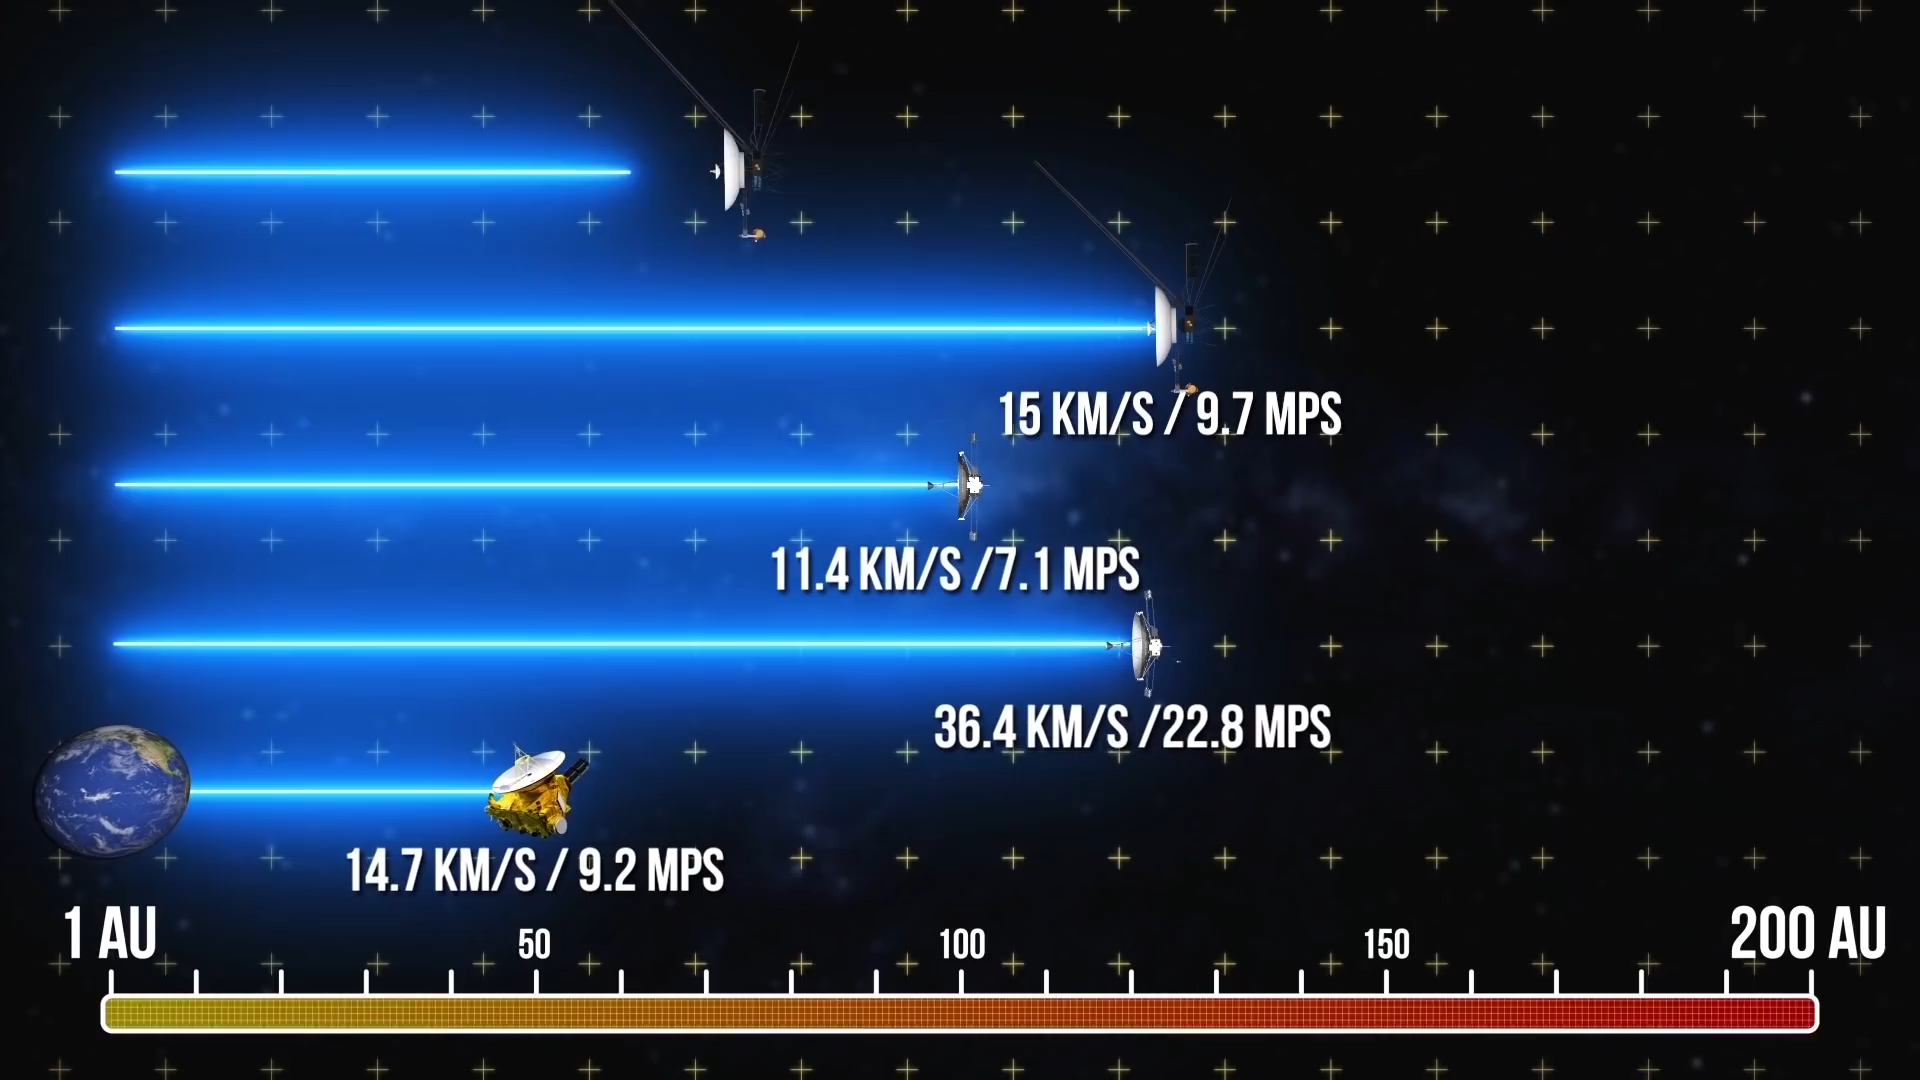 15 KM/S / 9.7 MPS
11.4 KM/S /7.1 MPS
36.4 KM/S /22.8 MPS
14.7 KM/S / 9.2 MPS
1 AU 50 100 150 200 AU